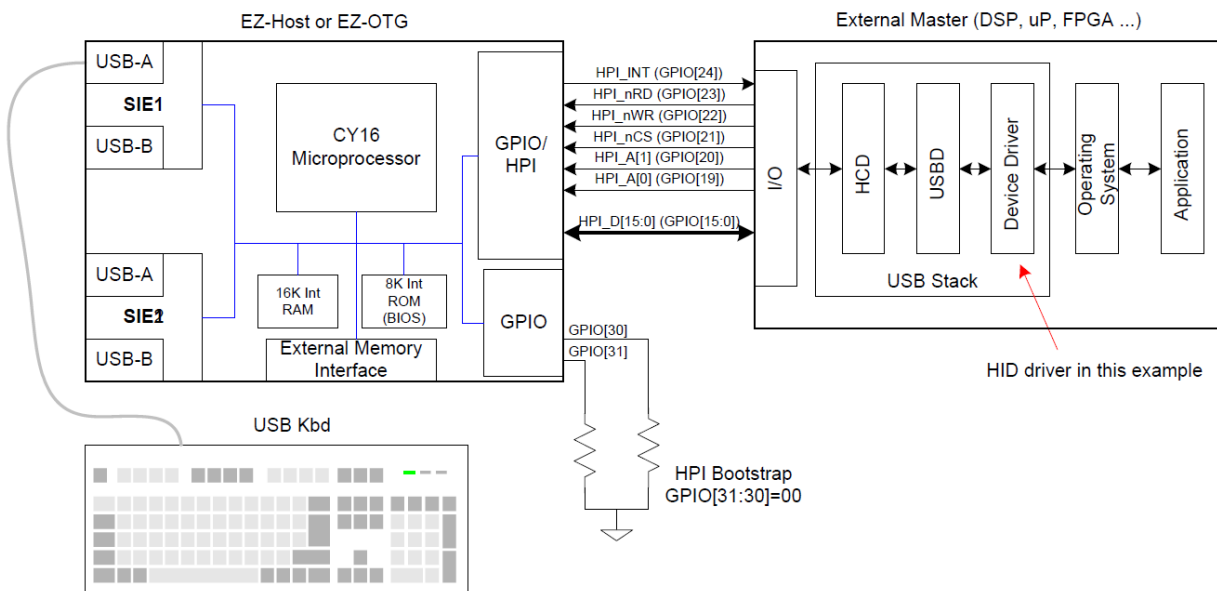 EZ-Host or EZ-OTG
External Master (DSP, uP, FPGA ...)
USB-A
SIE1
USB-B
CY16
Microprocessor
GPIO/
HPI
USB-A
USB-B
16K Int
RAM
8K Int
ROM
(BIOS)
External Memory
Interface
GPIO
HPI_INT (GPIO[24])
HPI_nRD (GPIO[23])
HPI_nWR (GPIO[22])
HPI_nCS (GPIO[21])
HPI_A[1] (GPIO[20])
HPI_A[0] (GPIO[19])
HPI_D[15:0] (GPIO[15:0])
GPIO[30]
GPIO[31]
I/O
HCD
USBD
Device Driver
USB Stack
Operating
System
Application
HID driver in this example
USB Kbd
HPI Bootstrap
GPIO[31:30]=00